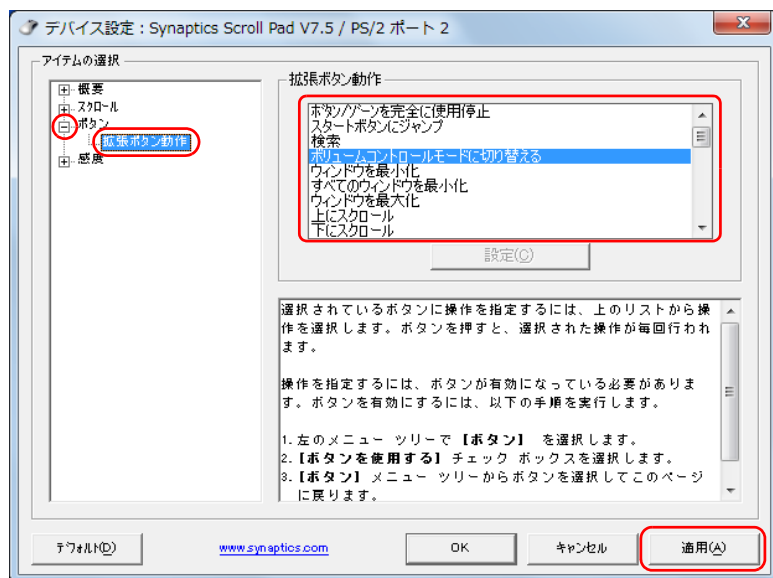 デバイス設定：Synaptics Scroll Pad V7.5 / PS/2 ポート 2
アイテムの選択
概要
スクロール
ボタン
拡張ボタン動作
感度
拡張ボタン動作
ボタン/ゾーンを完全に使用停止
スタートボタンにジャンプ
検索
ボリュームコントロールモードに切り替える
ウィンドウを最小化
すべてのウィンドウを最小化
ウィンドウを最大化
上にスクロール
下にスクロール
設定(C)
選択されているボタンに操作を指定するには、上のリストから操
作を選択します。ボタンを押すと、選択された操作が毎回行われ
ます。
操作を指定するには、ボタンが有効になっている必要がありま
す。ボタンを有効にするには、以下の手順を実行します。
1. 左のメニュー ツリーで【ボタン】 を選択します。
2.【ボタンを使用する】チェック ボックスを選択します。
3.【ボタン】メニュー ツリーからボタンを選択してこのページ
に戻ります。
デフォルト(D)
www.synaptics.com
OK
キャンセル
適用(A)